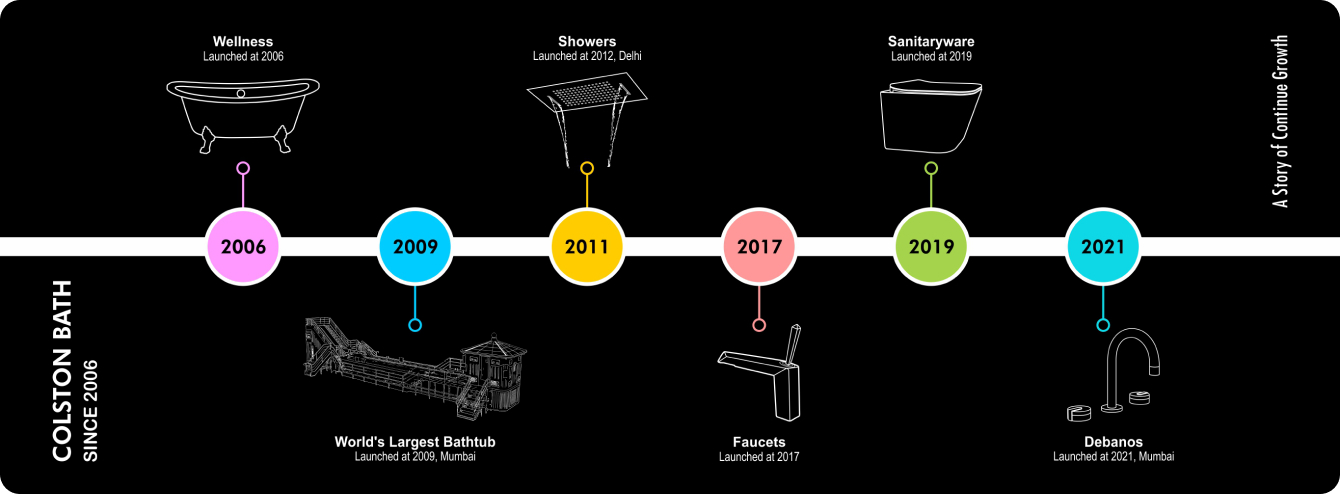 Wellness
Launched at 2006
Showers
Launched at 2012, Delhi
Sanitaryware
Launched at 2019
A Story of Continue Growth
2006
2009
2011
2017
2019
2021
COLSTON BATH
SINCE 2006
World's Largest Bathtub
Launched at 2009, Mumbai
Faucets
Launched at 2017
Debanos
Launched at 2021, Mumbai